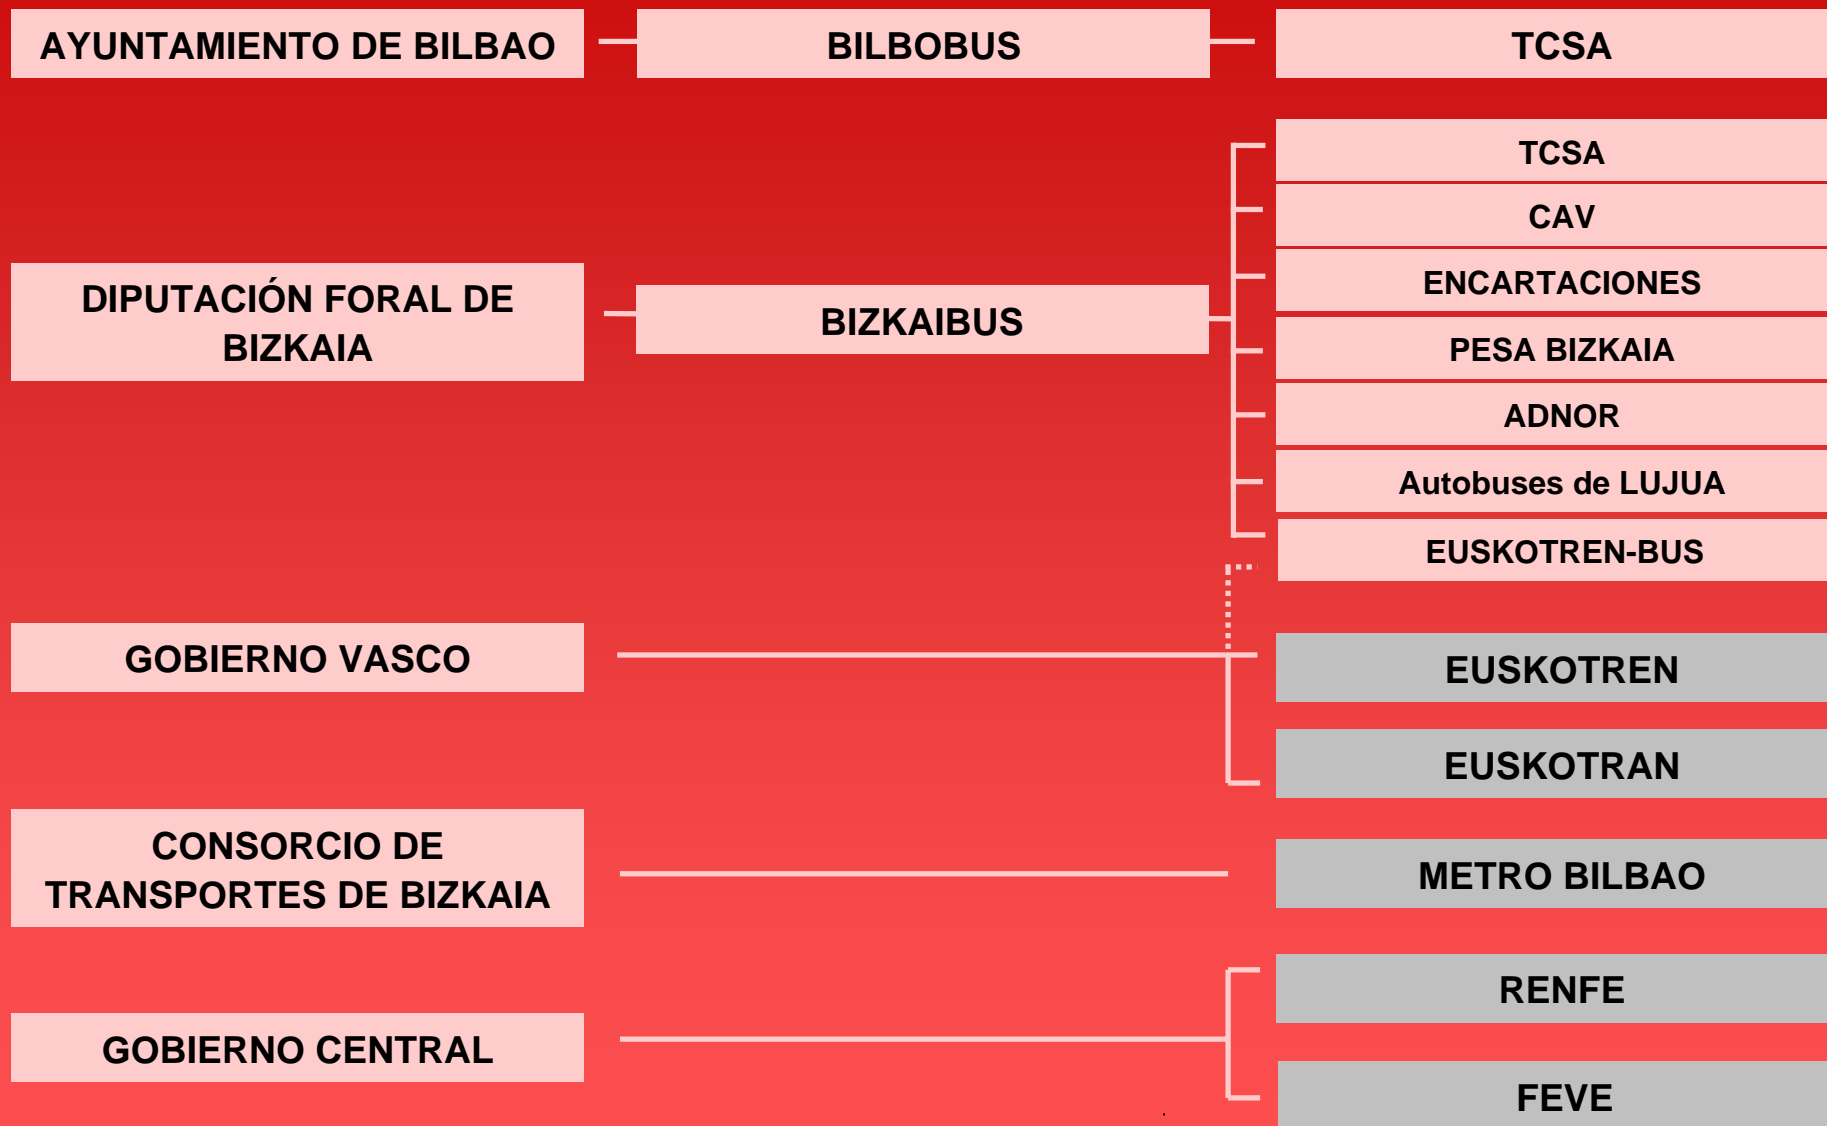 AYUNTAMIENTO DE BILBAO
BILBOBUS
TCSA
TCSA
CAV
ENCARTACIONES
DIPUTACIÓN FORAL DE
BIZKAIA
BIZKAIBUS
PESA BIZKAIA
ADNOR
Autobuses de LUJUA
EUSKOTREN-BUS
GOBIERNO VASCO
EUSKOTREN
EUSKOTRAN
CONSORCIO DE
TRANSPORTES DE BIZKAIA
METRO BILBAO
GOBIERNO CENTRAL
RENFE
FEVE